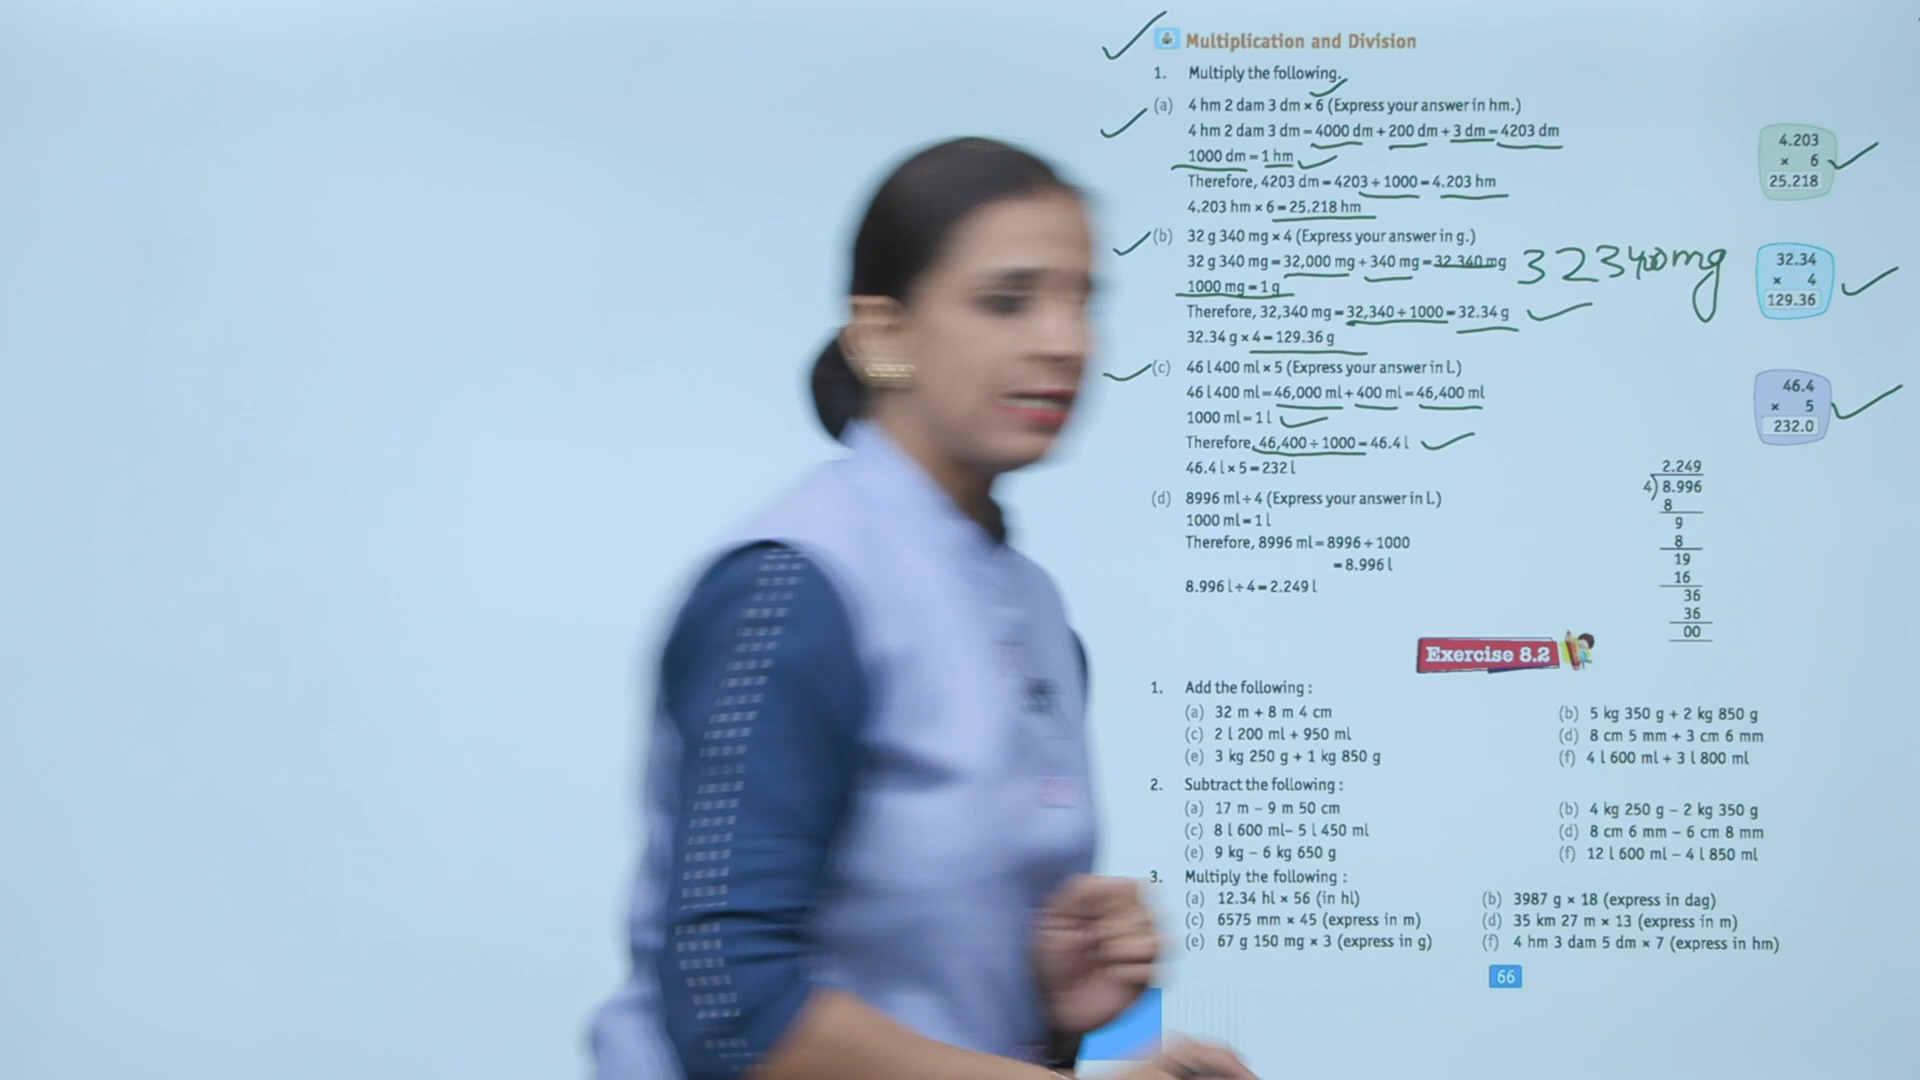 Multiplication and Division
1. Multiply the following.
(a) 4 hm 2 dam 3 dm × 6 (Express your answer in hm.)
4 hm 2 dam 3 dm = 4000 dm + 200 dm + 3 dm = 4203 dm
1000 dm = 1 hm
Therefore, 4203 dm = 4203 ÷ 1000 = 4.203 hm
4.203 hm × 6 = 25.218 hm
4.203
× 6
25.218
(b) 32 g 340 mg × 4 (Express your answer in g.)
32 g 340 mg = 32,000 mg + 340 mg = 32 340 mg
1000 mg = 1 g
Therefore, 32,340 mg = 32,340 ÷ 1000 = 32.34 g
32.34 g × 4 = 129.36 g
32.34
× 4
129.36
(c) 46 l 400 ml × 5 (Express your answer in l.)
46 l 400 ml = 46,000 ml + 400 ml = 46,400 ml
1000 ml = 1 l
Therefore, 46,400 ÷ 1000 = 46.4 l
46.4 l × 5 = 232 l
46.4
× 5
232.0
(d) 8996 ml ÷ 4 (Express your answer in l.)
1000 ml = 1 l
Therefore, 8996 ml = 8996 ÷ 1000
= 8.996 l
8.996 l ÷ 4 = 2.249 l
2.249
4)8.996
8
9
8
19
16
36
36
00
Exercise 8.2
1. Add the following :
(a) 32 m + 8 m 4 cm (b) 5 kg 350 g + 2 kg 850 g
(c) 2 l 200 ml + 950 ml (d) 8 cm 5 mm + 3 cm 6 mm
(e) 3 kg 250 g + 1 kg 850 g (f) 4 l 600 ml + 3 l 800 ml
2. Subtract the following :
(a) 17 m – 9 m 50 cm (b) 4 kg 250 g – 2 kg 350 g
(c) 8 l 600 ml– 5 l 450 ml (d) 8 cm 6 mm – 6 cm 8 mm
(e) 9 kg – 6 kg 650 g (f) 12 l 600 ml – 4 l 850 ml
3. Multiply the following :
(a) 12.34 hl × 56 (in hl) (b) 3987 g × 18 (express in dag)
(c) 6575 mm × 45 (express in m) (d) 35 km 27 m × 13 (express in m)
(e) 67 g 150 mg × 3 (express in g) (f) 4 hm 3 dam 5 dm × 7 (express in hm)
66